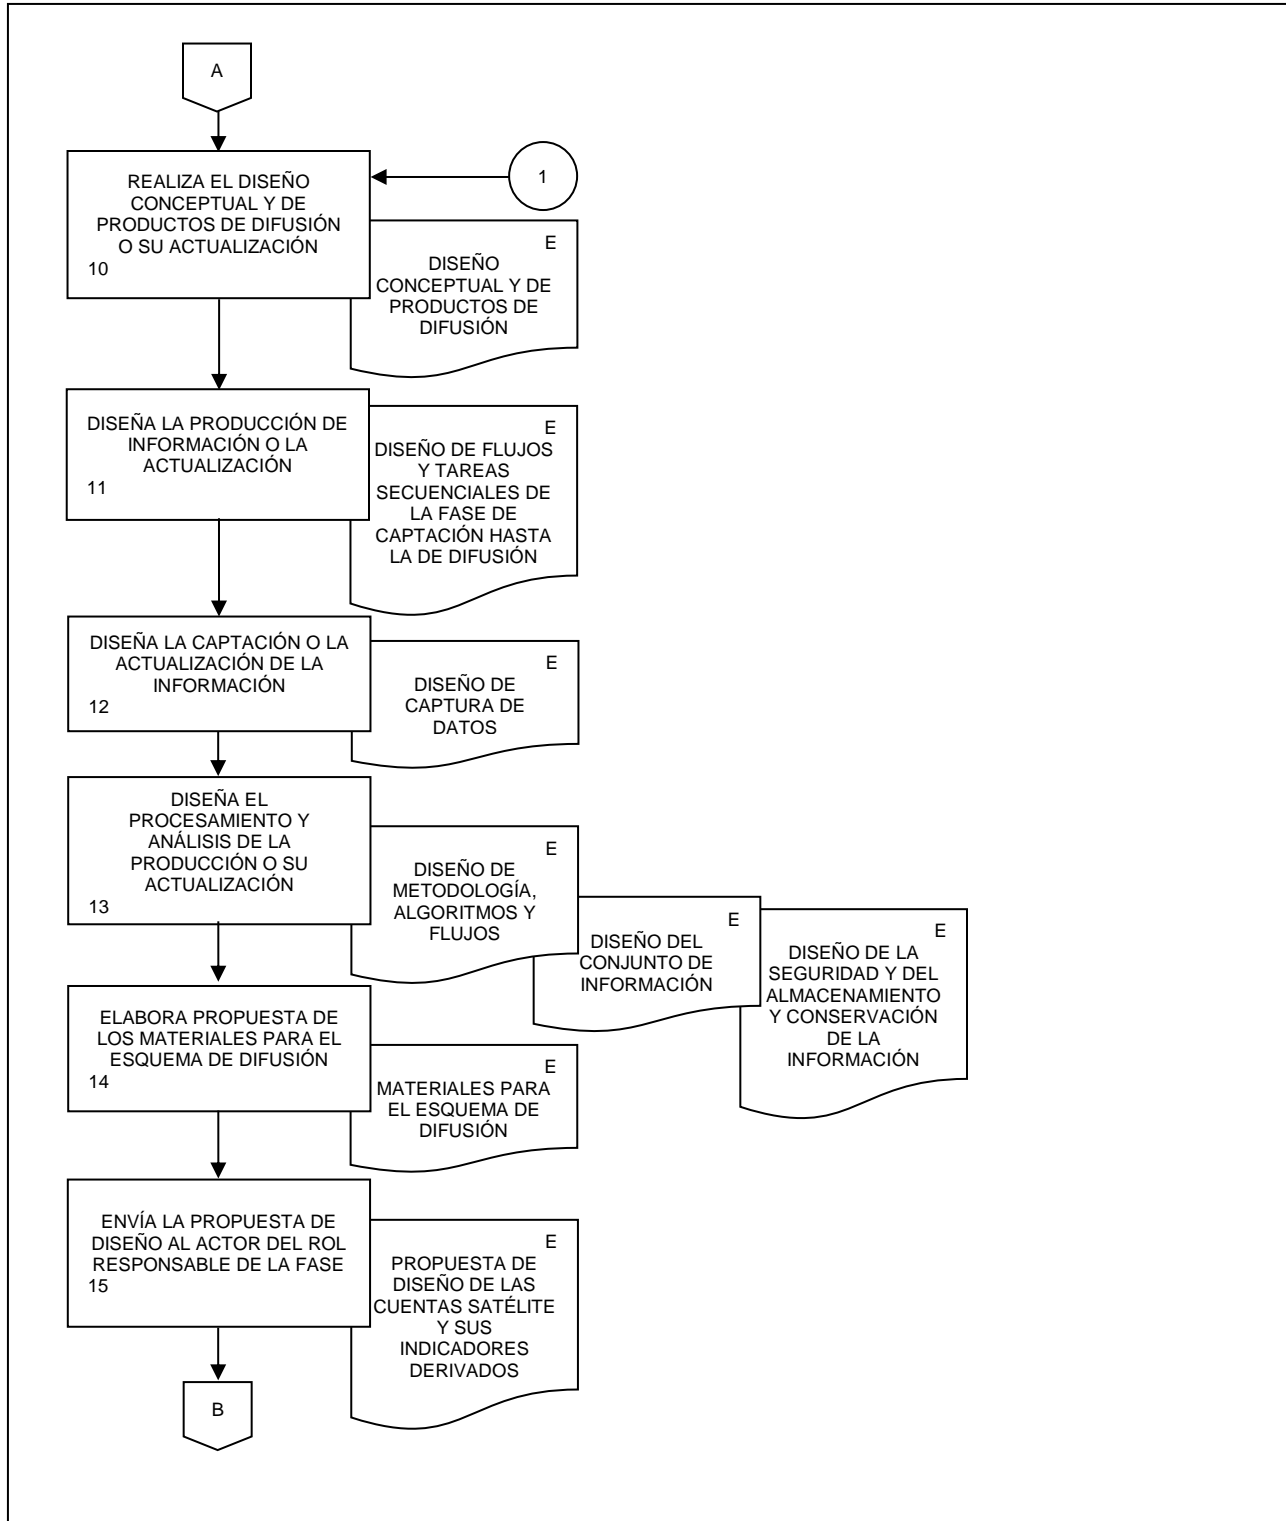 A
REALIZA EL DISEÑO
CONCEPTUAL Y DE
PRODUCTOS DE DIFUSIÓN
O SU ACTUALIZACIÓN
10
1
E
DISEÑO
CONCEPTUAL Y DE
PRODUCTOS DE
DIFUSIÓN
DISEÑA LA PRODUCCIÓN DE
INFORMACIÓN O LA
ACTUALIZACIÓN
11
E
DISEÑO DE FLUJOS
Y TAREAS
SECUENCIALES DE
LA FASE DE
CAPTACIÓN HASTA
LA DE DIFUSIÓN
DISEÑA LA CAPTACIÓN O LA
ACTUALIZACIÓN DE LA
INFORMACIÓN
12
E
DISEÑO DE
CAPTURA DE
DATOS
DISEÑA EL
PROCESAMIENTO Y
ANÁLISIS DE LA
PRODUCCIÓN O SU
ACTUALIZACIÓN
13
E
DISEÑO DE
METODOLOGÍA,
ALGORITMOS Y
FLUJOS
E
DISEÑO DEL
CONJUNTO DE
INFORMACIÓN
E
DISEÑO DE LA
SEGURIDAD Y DEL
ALMACENAMIENTO
Y CONSERVACIÓN
DE LA
INFORMACIÓN
ELABORA PROPUESTA DE
LOS MATERIALES PARA EL
ESQUEMA DE DIFUSIÓN
14
E
MATERIALES PARA
EL ESQUEMA DE
DIFUSIÓN
ENVÍA LA PROPUESTA DE
DISEÑO AL ACTOR DEL ROL
RESPONSABLE DE LA FASE
15
E
PROPUESTA DE
DISEÑO DE LAS
CUENTAS SATÉLITE
Y SUS
INDICADORES
DERIVADOS
B